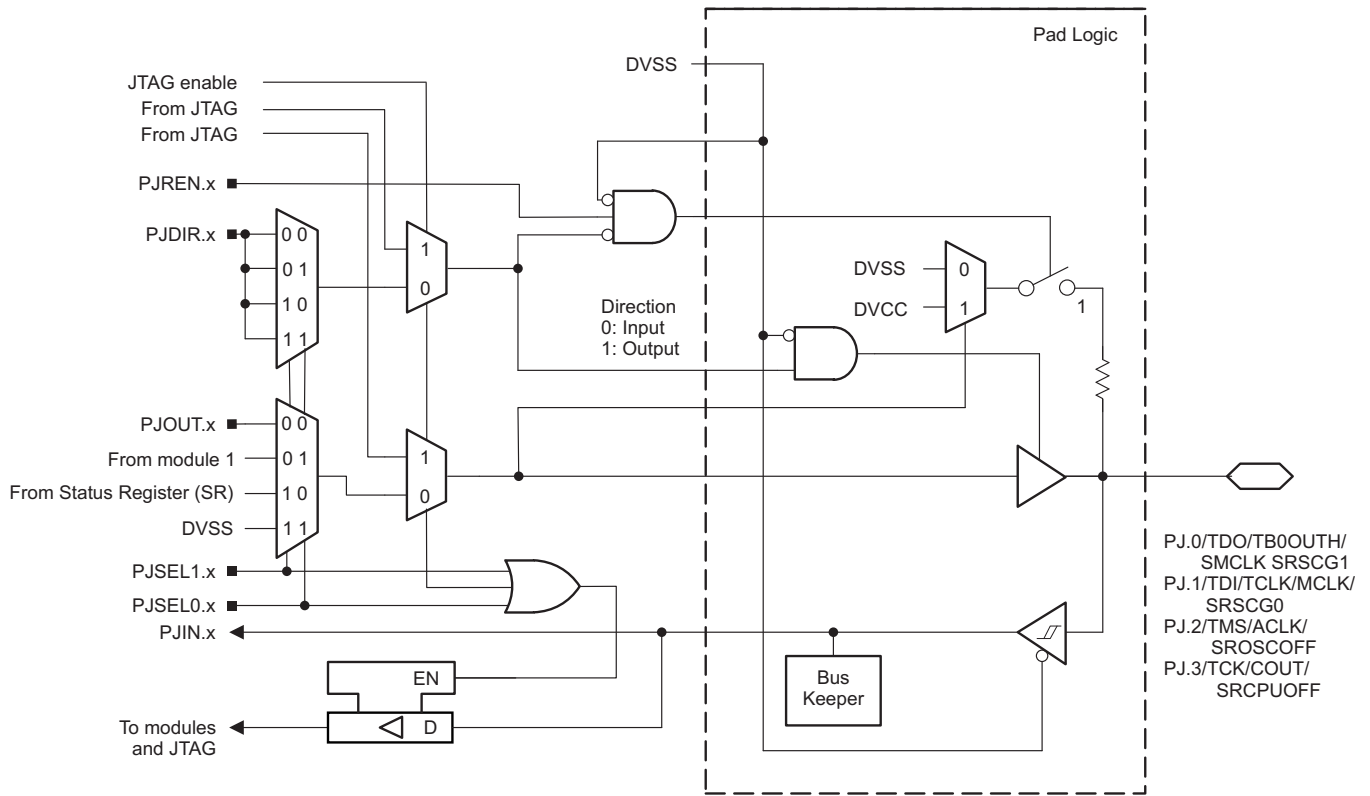 Pad Logic
DVSS
JTAG enable
From JTAG
From JTAG
PJREN.x
PJDIR.x
0 0
0 1
1 0
1 1
1
0
Direction
0: Input
1: Output
DVSS
0
DVCC
1
1
PJOUT.x
0 0
From module 1
0 1
From Status Register (SR)
1 0
DVSS
1 1
1
0
PJSEL1.x
PJSEL0.x
PJIN.x
EN
D
To modules
and JTAG
Bus
Keeper
PJ.0/TDO/TB0OUTH/
SMCLK SRSCG1
PJ.1/TDI/TCLK/MCLK/
SRSCG0
PJ.2/TMS/ACLK/
SROSCOFF
PJ.3/TCK/COUT/
SRCPUOFF